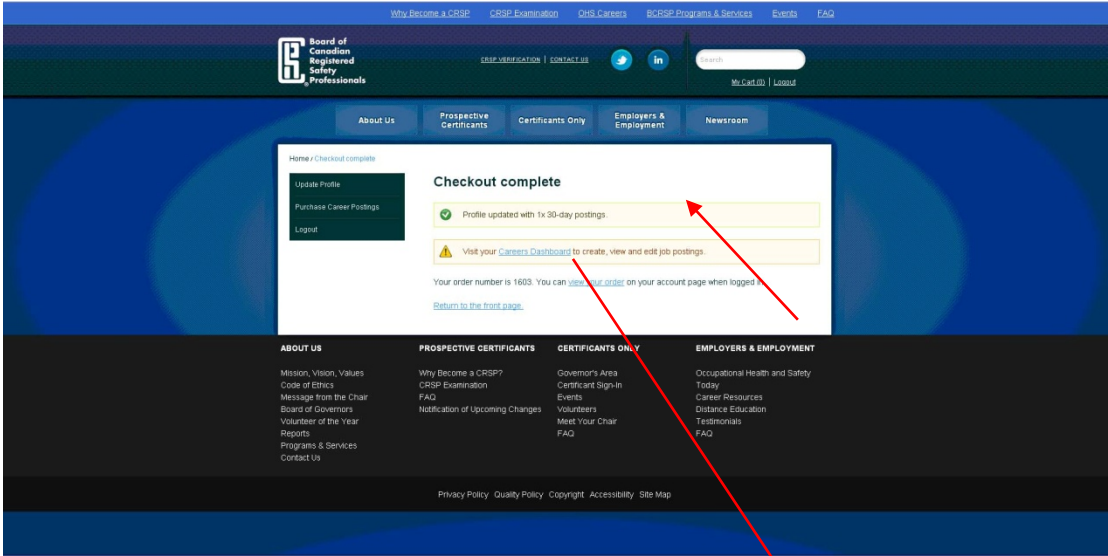 Why Become a CRSP CRSP Examination OHS Careers BCRSP Programs & Services Events FAQ
Board of
Canadian
Registered
Safety
Professionals
CRSP VERIFICATION | CONTACT US
in
Search
My Cart (0) | Logout
About Us
Prospective
Certificants
Certificants Only
Employers &
Employment
Newsroom
Home / Checkout complete
Update Profile
Purchase Career Postings
Logout
Checkout complete
Profile updated with 1x 30-day postings.
Visit your Careers Dashboard to create, view and edit job postings.
Your order number is 1603. You can view your order on your account page when logged
Return to the front page.
ABOUT US
Mission, Vision, Values
Code of Ethics
Message from the Chair
Board of Governors
Volunteer of the Year
Reports
Programs & Services
Contact Us
PROSPECTIVE CERTIFICANTS
Why Become a CRSP?
CRSP Examination
FAQ
Notification of Upcoming Changes
CERTIFICANTS ONLY
Governor's Area
Certificant Sign-In
Events
Volunteers
Meet Your Chair
FAQ
EMPLOYERS & EMPLOYMENT
Occupational Health and Safety
Today
Career Resources
Distance Education
Testimonials
FAQ
Privacy Policy Quality Policy Copyright Accessibility Site Map